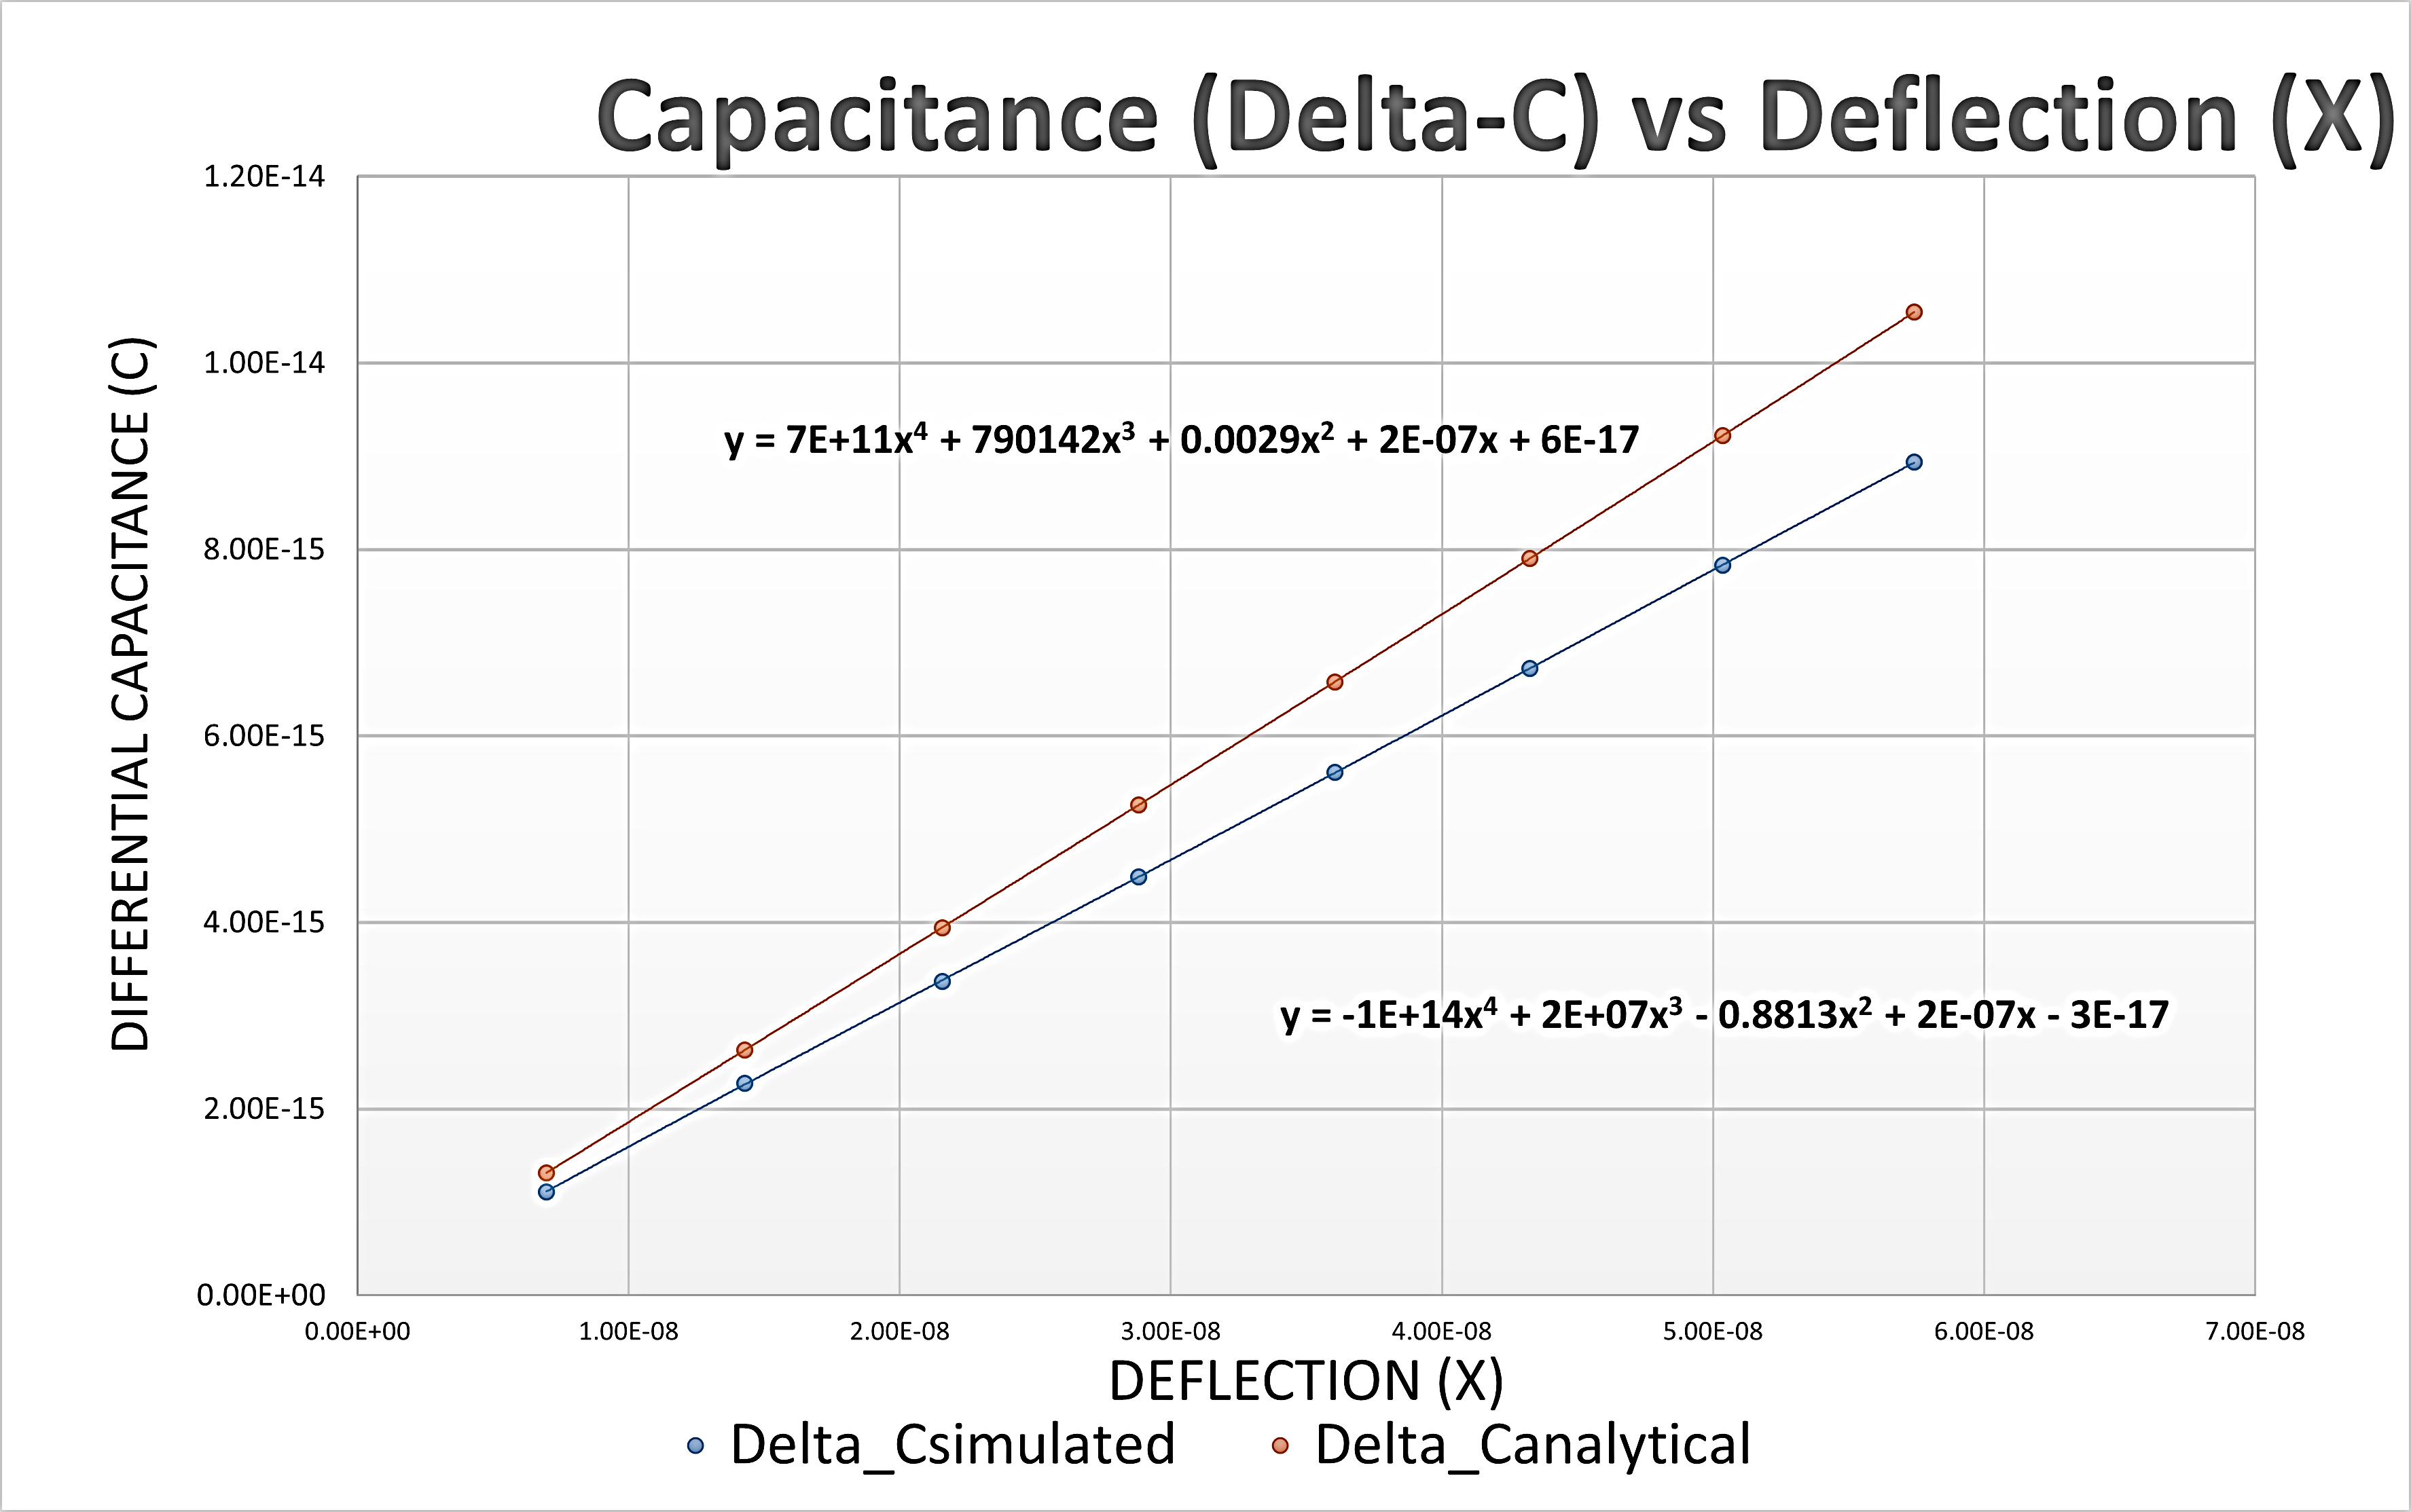 Capacitance (Delta-C) vs Deflection (X)
DIFFERENTIAL CAPACITANCE (C)
1.20E-14
1.00E-14
8.00E-15
6.00E-15
4.00E-15
2.00E-15
0.00E+00
y = 7E+11x⁴ + 790142x³ + 0.0029x² + 2E-07x + 6E-17
y = -1E+14x⁴ + 2E+07x³ - 0.8813x² + 2E-07x - 3E-17
0.00E+00 1.00E-08 2.00E-08 3.00E-08 4.00E-08 5.00E-08 6.00E-08 7.00E-08
DEFLECTION (X)
Delta_Csimulated Delta_Canalytical